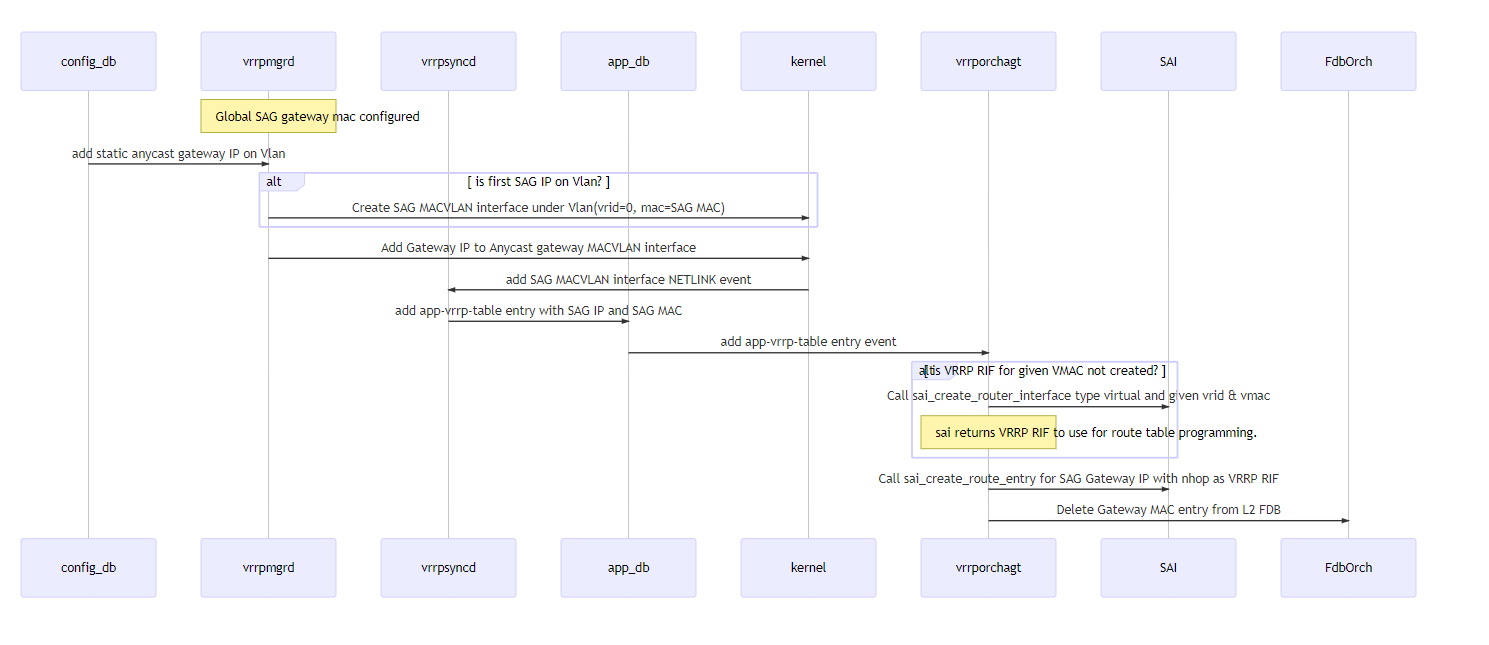 config_db
vrrpmgrd
vrrpsyncd
app_db
kernel
vrrporchagt
SAI
FdbOrch
Global SAG gateway mac configured
add static anycast gateway IP on Vlan
alt
[ is first SAG IP on Vlan? ]
Create SAG MACVLAN interface under Vlan(vrid=0, mac=SAG MAC)
Add Gateway IP to Anycast gateway MACVLAN interface
add SAG MACVLAN interface NETLINK event
add app-vrrp-table entry with SAG IP and SAG MAC
add app-vrrp-table entry event
alt
[ is VRRP RIF for given VMAC not created? ]
Call sai_create_router_interface type virtual and given vrid & vmac
sai returns VRRP RIF to use for route table programming.
Call sai_create_route_entry for SAG Gateway IP with nhop as VRRP RIF
Delete Gateway MAC entry from L2 FDB
config_db
vrrpmgrd
vrrpsyncd
app_db
kernel
vrrporchagt
SAI
FdbOrch